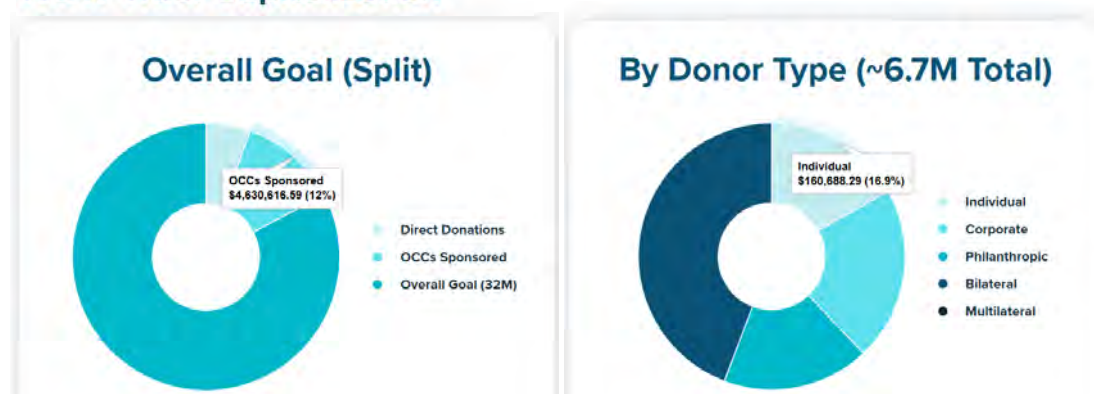 Overall Goal (Split)
OCCs Sponsored
$4,630,616.59 (12%)
Direct Donations
OCCs Sponsored
Overall Goal (32M)
By Donor Type (~6.7M Total)
Individual
$160,688.29 (16.9%)
Individual
Corporate
Philanthropic
Bilateral
Multilateral